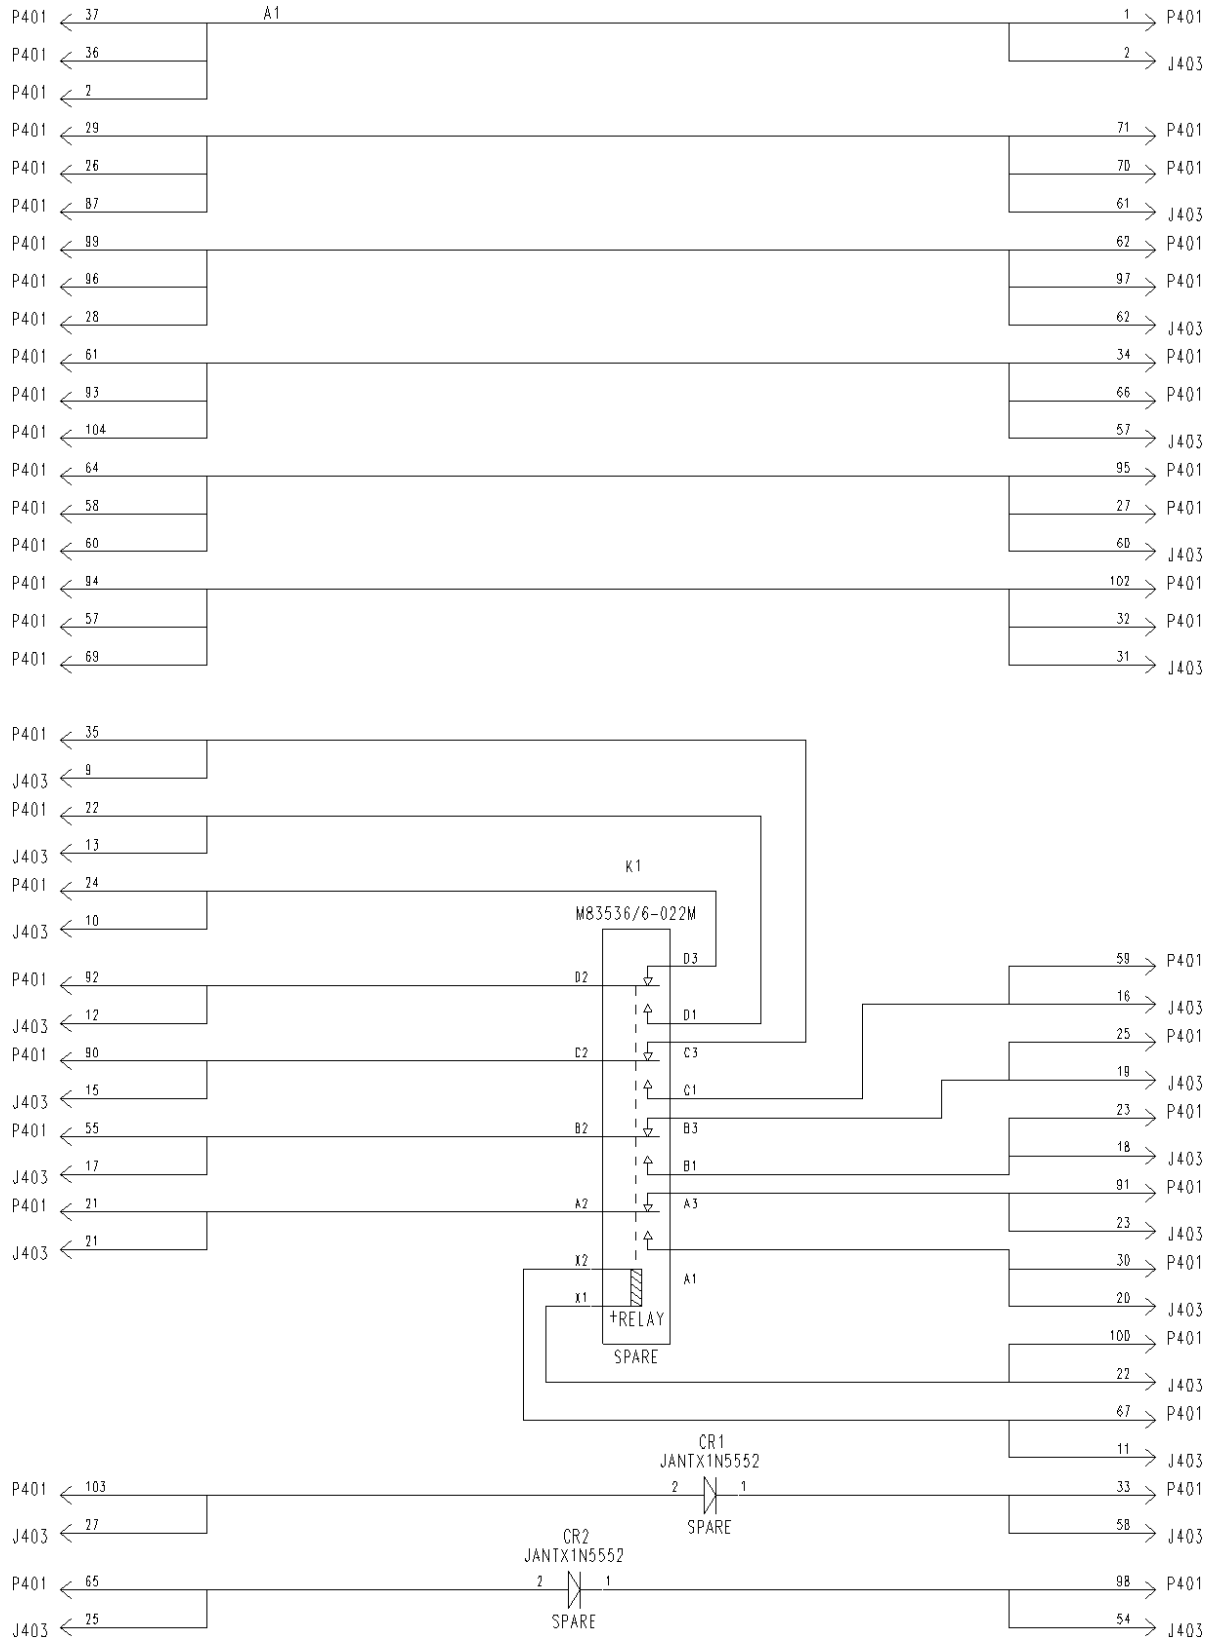 P401 37 A1 1 P401
P401 36 2 J403
P401 2
P401 29 71 P401
P401 26 70 P401
P401 87 61 J403
P401 99 62 P401
P401 96 97 P401
P401 28 62 J403
P401 61 34 P401
P401 93 66 P401
P401 104 57 J403
P401 64 95 P401
P401 58 27 P401
P401 60 60 J403
P401 94 102 P401
P401 57 32 P401
P401 69 31 J403
P401 35
J403 9
P401 22
J403 13
K1
P401 24
M83536/6-022M
J403 10
D3 59 P401
P401 92 D2
J403 12 D1 16 J403
25 P401
P401 90 C2 C3
19 J403
J403 15 C1
23 P401
P401 55 B2 B3
18 J403
J403 17 B1
91 P401
P401 21 A2 A3
23 J403
J403 21
X2 30 P401
A1
X1 20 J403
+RELAY
100 P401
SPARE
22 J403
67 P401
CR1
11 J403
JANTX1N5552
P401 103 2 1 33 P401
J403 27 SPARE 58 J403
CR2
JANTX1N5552
P401 65 2 1 98 P401
J403 25 SPARE 54 J403